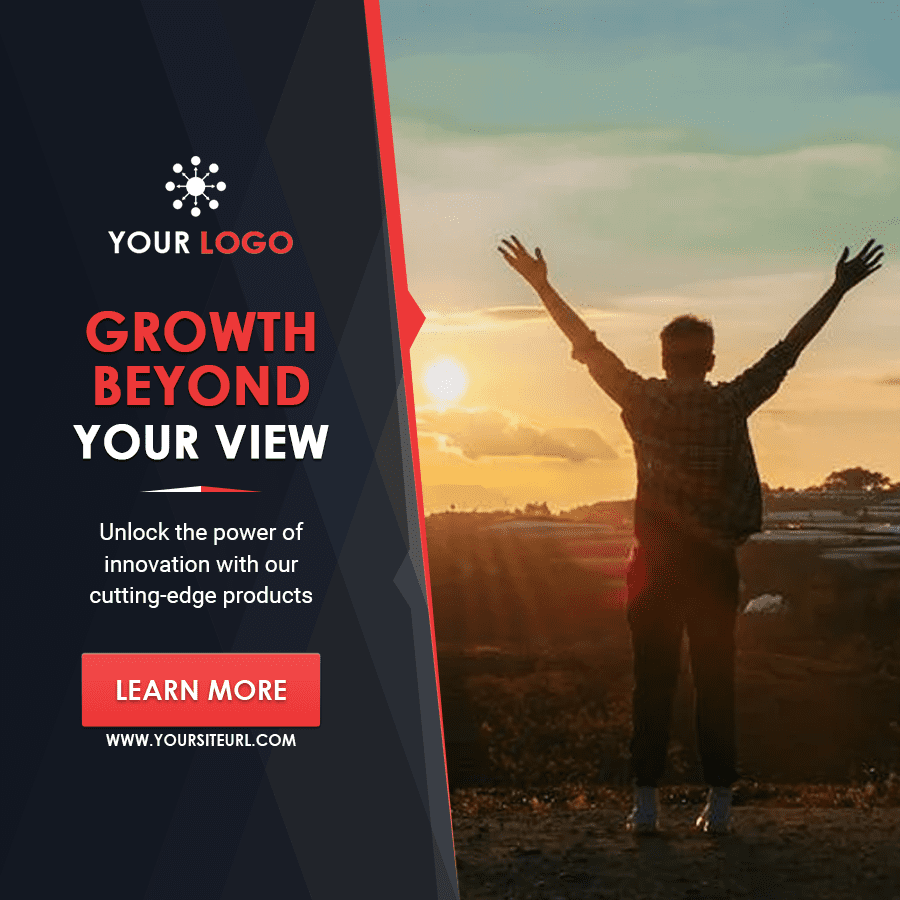 YOUR LOGO
GROWTH
BEYOND
YOUR VIEW
Unlock the power of
innovation with our
cutting-edge products
LEARN MORE
WWW.YOURSITEURL.COM